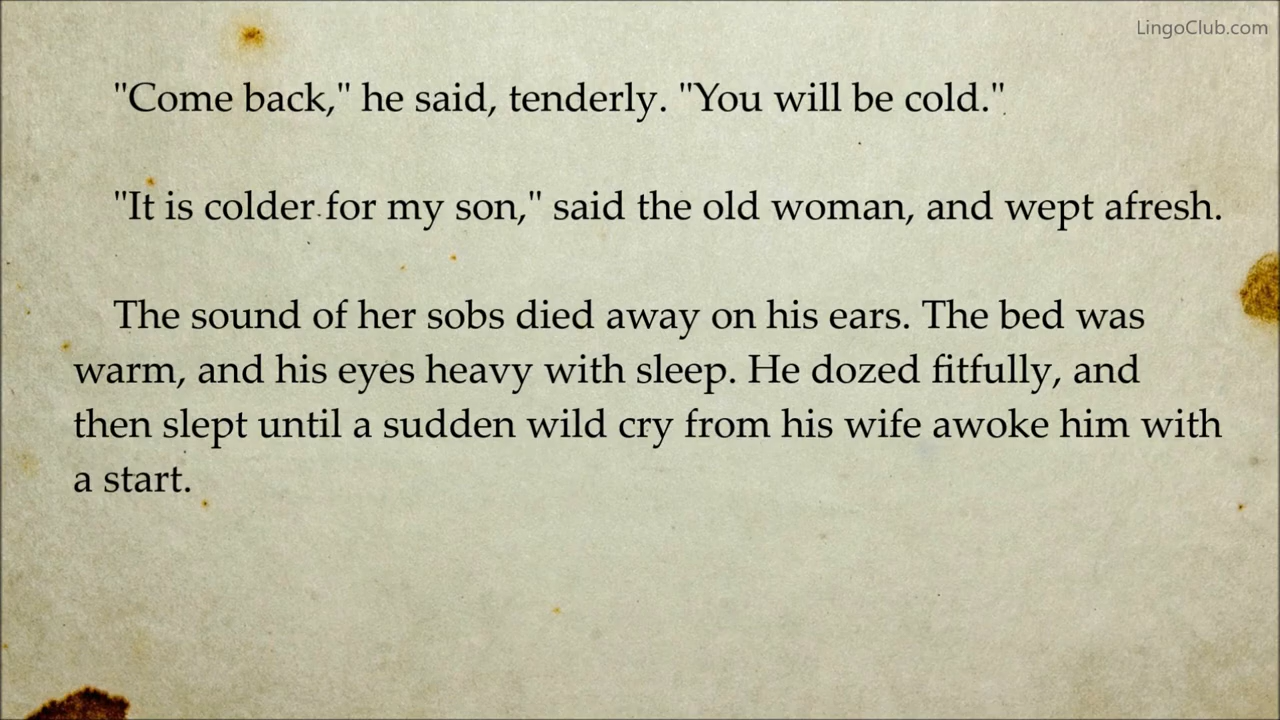 LingoClub.com
"Come back," he said, tenderly. "You will be cold."
"It is colder for my son," said the old woman, and wept afresh.
The sound of her sobs died away on his ears. The bed was
warm, and his eyes heavy with sleep. He dozed fitfully, and
then slept until a sudden wild cry from his wife awoke him with
a start.